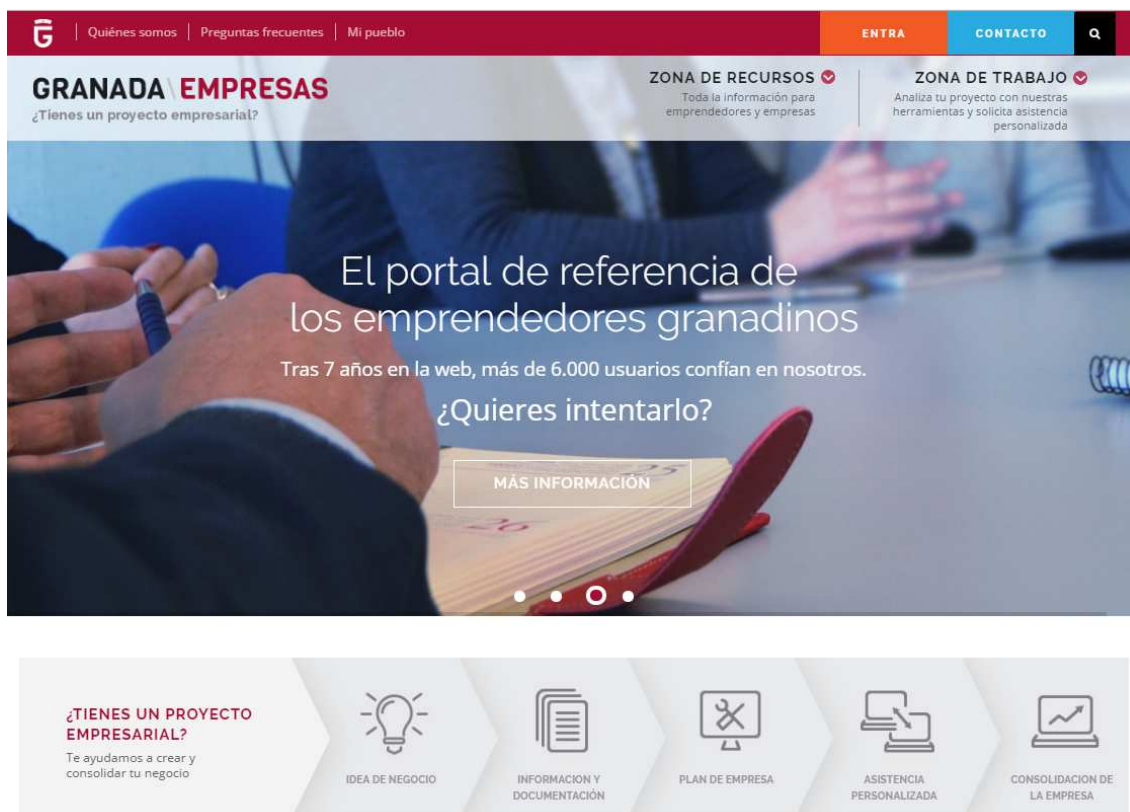 Quiénes somos | Preguntas frecuentes | Mi pueblo
ENTRA
CONTACTO
GRANADA\EMPRESAS
¿Tienes un proyecto empresarial?
ZONA DE RECURSOS
Toda la información para
emprendedores y empresas
ZONA DE TRABAJO
Analiza tu proyecto con nuestras
herramientas y solicita asistencia
personalizada
El portal de referencia de
los emprendedores granadinos
Tras 7 años en la web, más de 6.000 usuarios confían en nosotros.
¿Quieres intentarlo?
MÁS INFORMACIÓN
25
26
¿TIENES UN PROYECTO
EMPRESARIAL?
Te ayudamos a crear y
consolidar tu negocio
IDEA DE NEGOCIO
INFORMACION Y
DOCUMENTACIÓN
PLAN DE EMPRESA
ASISTENCIA
PERSONALIZADA
CONSOLIDACION DE
LA EMPRESA